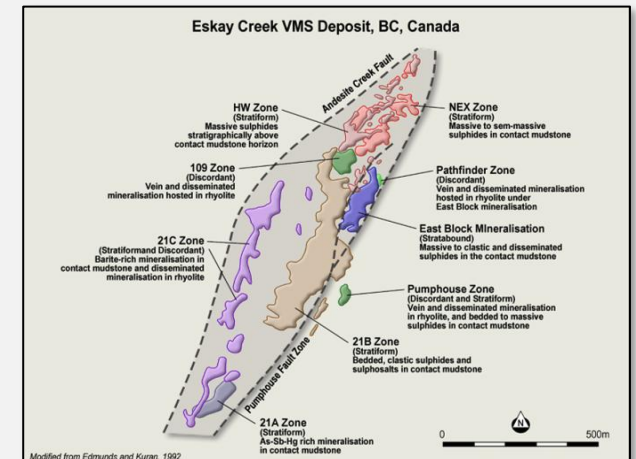 Eskay Creek VMS Deposit, BC, Canada
Andesite Creek Fault
HW Zone
(Stratiform)
Massive sulphides
stratigraphically above
contact mudstone horizon
NEX Zone
(Stratiform)
Massive to sem-massive
sulphides in contact mudstone
109 Zone
(Discordant)
Vein and disseminated
mineralisation hosted in rhyolite
Pathfinder Zone
(Discordant)
Vein and disseminated mineralisation
hosted in rhyolite under
East Block mineralisation
East Block MIneralisation
(Stratabound)
Massive to clastic and disseminated
sulphides in the contact mudstone
21C Zone
(Stratiformand Discordant)
Barite-rich mineralisation in
contact mudstone and disseminated
mineralisation in rhyolite
Pumphouse Zone
(Discordant and Stratiform)
Vein and disseminated mineralisation
in rhyolite, and bedded to massive
sulphides in contact mudstone
21B Zone
(Stratiform)
Bedded, clastic sulphides and
sulphosalts in contact mudstone
Pumphouse Fault Zone
21A Zone
(Stratiform)
As-Sb-Hg rich mineralisation
in contact mudstone
N
0 500m
Modified from Edmunds and Kuran, 1992